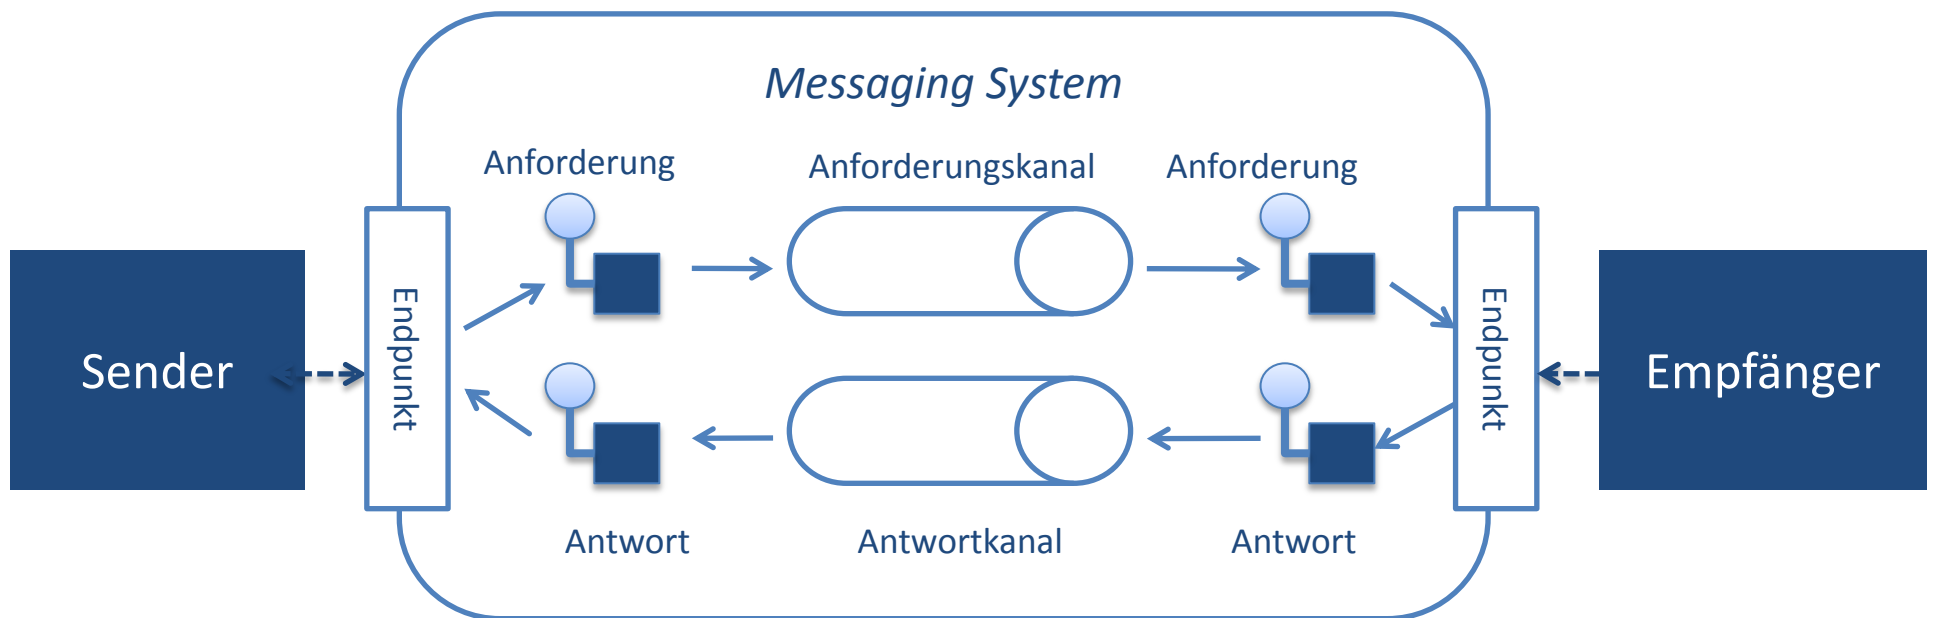 Messaging System
Anforderung
Anforderungskanal
Anforderung
Sender
Endpunkt
Endpunkt
Empfänger
Antwort
Antwortkanal
Antwort